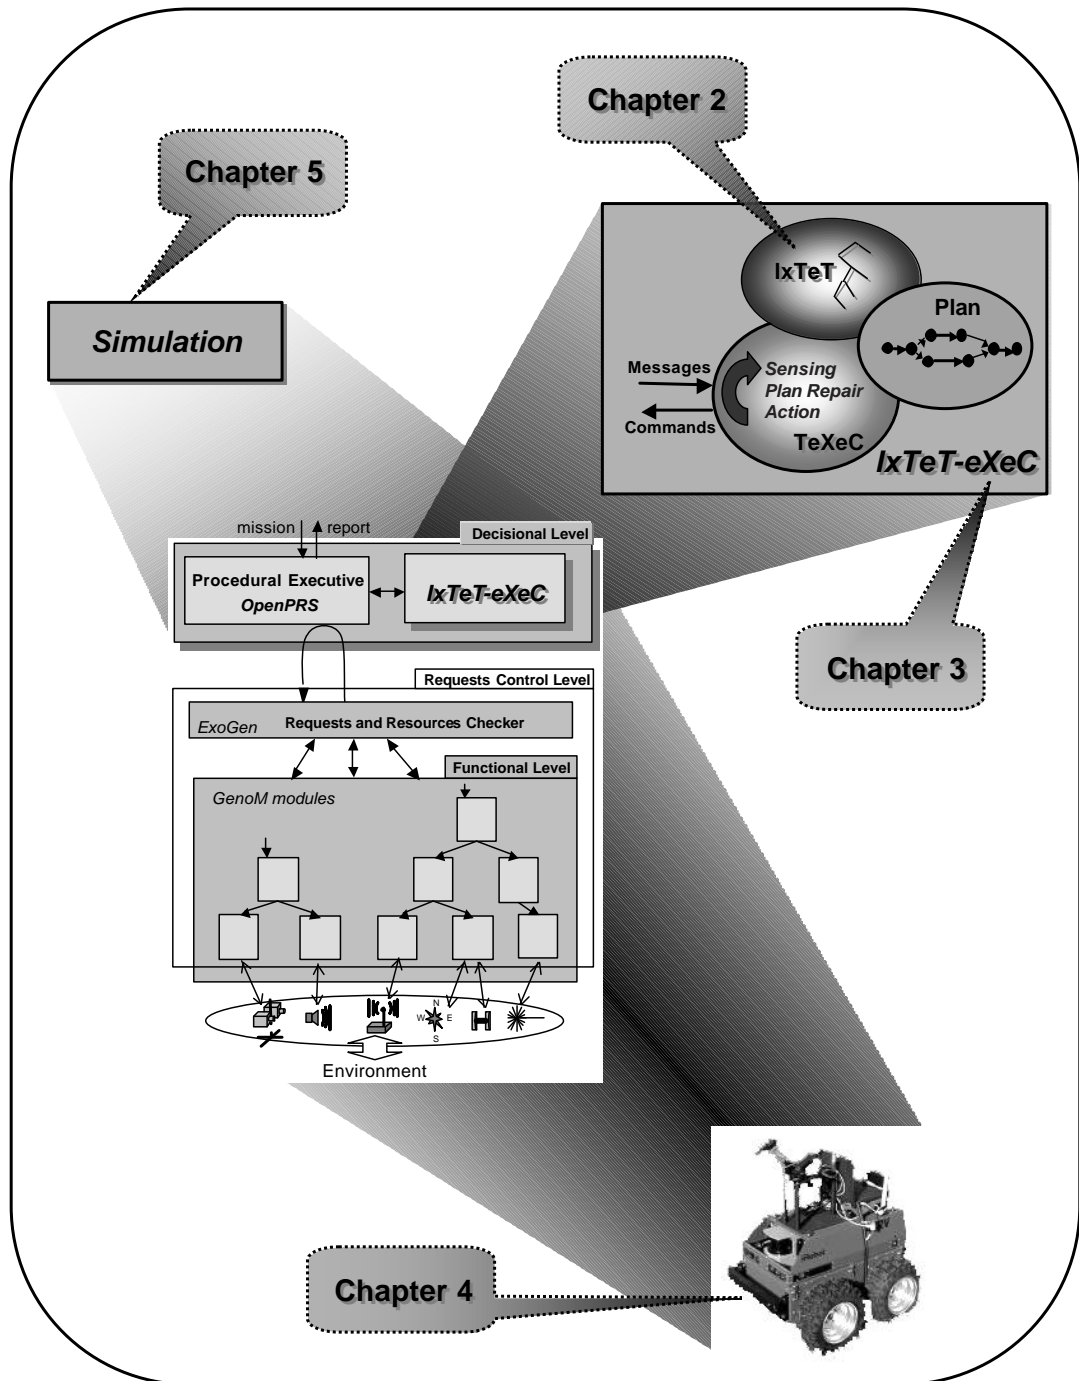 Chapter 2
Chapter 5
IxTeT
Plan
Simulation
Messages
Sensing
Plan Repair
Action
Commands
TeXeC
IxTeT-eXeC
mission
report
Decisional Level
Procedural Executive
OpenPRS
IxTeT-eXeC
Chapter 3
Requests Control Level
ExoGen
Requests and Resources Checker
Functional Level
GenoM modules
N
W
E
S
Environment
Chapter 4